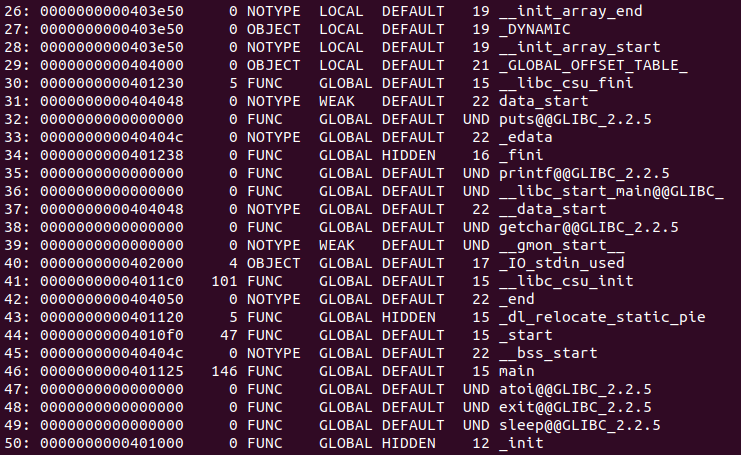 26: 0000000000403e50     0 NOTYPE  LOCAL  DEFAULT   19 __init_array_end
27: 0000000000403e50     0 OBJECT  LOCAL  DEFAULT   19 _DYNAMIC
28: 0000000000403e50     0 NOTYPE  LOCAL  DEFAULT   19 __init_array_start
29: 0000000000404000     0 OBJECT  LOCAL  DEFAULT   21 _GLOBAL_OFFSET_TABLE_
30: 0000000000401230     5 FUNC    GLOBAL DEFAULT   15 __libc_csu_fini
31: 0000000000404048     0 NOTYPE  WEAK   DEFAULT   22 data_start
32: 0000000000000000     0 FUNC    GLOBAL DEFAULT  UND puts@@GLIBC_2.2.5
33: 000000000040404c     0 NOTYPE  GLOBAL DEFAULT   22 _edata
34: 0000000000401238     0 FUNC    GLOBAL HIDDEN    16 _fini
35: 0000000000000000     0 FUNC    GLOBAL DEFAULT  UND printf@@GLIBC_2.2.5
36: 0000000000000000     0 FUNC    GLOBAL DEFAULT  UND __libc_start_main@@GLIBC_
37: 0000000000404048     0 NOTYPE  GLOBAL DEFAULT   22 __data_start
38: 0000000000000000     0 FUNC    GLOBAL DEFAULT  UND getchar@@GLIBC_2.2.5
39: 0000000000000000     0 NOTYPE  WEAK   DEFAULT  UND __gmon_start__
40: 0000000000402000     4 OBJECT  GLOBAL DEFAULT   17 _IO_stdin_used
41: 00000000004011c0   101 FUNC    GLOBAL DEFAULT   15 __libc_csu_init
42: 0000000000404050     0 NOTYPE  GLOBAL DEFAULT   22 _end
43: 0000000000401120     5 FUNC    GLOBAL HIDDEN    15 _dl_relocate_static_pie
44: 00000000004010f0    47 FUNC    GLOBAL DEFAULT   15 _start
45: 000000000040404c     0 NOTYPE  GLOBAL DEFAULT   22 __bss_start
46: 0000000000401125   146 FUNC    GLOBAL DEFAULT   15 main
47: 0000000000000000     0 FUNC    GLOBAL DEFAULT  UND atoi@@GLIBC_2.2.5
48: 0000000000000000     0 FUNC    GLOBAL DEFAULT  UND exit@@GLIBC_2.2.5
49: 0000000000000000     0 FUNC    GLOBAL DEFAULT  UND sleep@@GLIBC_2.2.5
50: 0000000000401000     0 FUNC    GLOBAL HIDDEN    12 _init